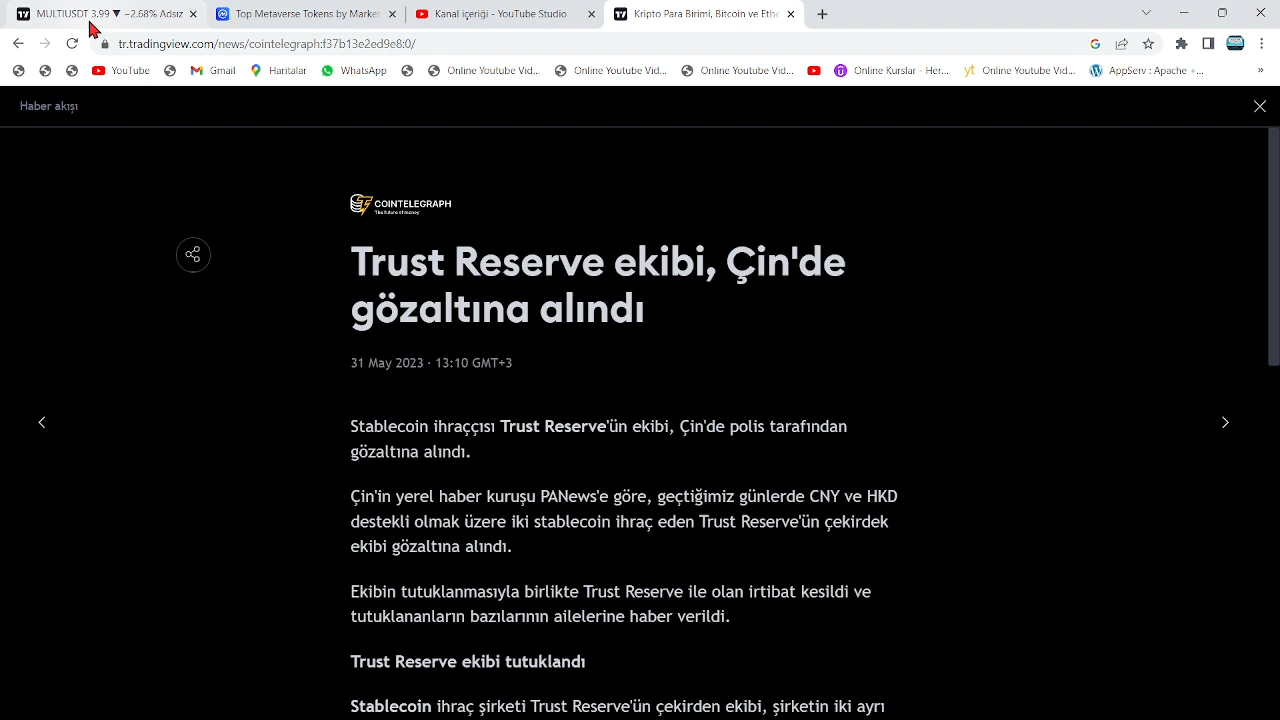 MULTIUSDT 3.99 ▼ −2.68% Adsız
Top Metaverse Tokens by Market
Kanal içeriği - YouTube Studio
Kripto Para Birimi, Bitcoin ve Ethe
tr.tradingview.com/news/cointelegraph:f37b13e2ed9e8:0/
YouTube
Gmail
Haritalar
WhatsApp
Online Youtube Vid...
Online Youtube Vid...
Online Youtube Vid...
Online Kurslar - Her...
Online Youtube Vid...
AppServ : Apache +...
»
Haber akışı
COINTELEGRAPH
The future of money
Trust Reserve ekibi, Çin'de
gözaltına alındı
31 May 2023 · 13:10 GMT+3
Stablecoin ihraççısı Trust Reserve'ün ekibi, Çin'de polis tarafından
gözaltına alındı.
Çin'in yerel haber kuruşu PANews'e göre, geçtiğimiz günlerde CNY ve HKD
destekli olmak üzere iki stablecoin ihraç eden Trust Reserve'ün çekirdek
ekibi gözaltına alındı.
Ekibin tutuklanmasıyla birlikte Trust Reserve ile olan irtibat kesildi ve
tutuklananların bazılarının ailelerine haber verildi.
Trust Reserve ekibi tutuklandı
Stablecoin ihraç şirketi Trust Reserve'ün çekirden ekibi, şirketin iki ayrı